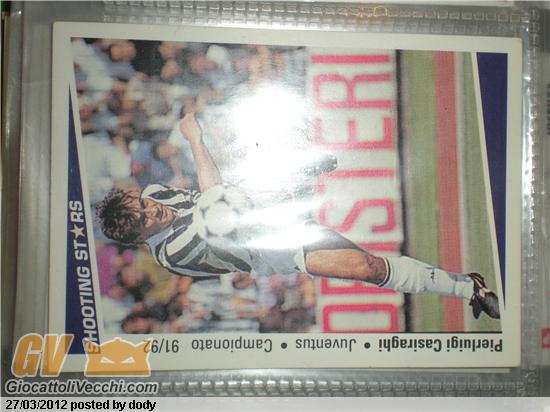 SHOOTING ST★RS
Pierluigi Casiraghi • Juventus • Campionato 91/92
GV
GiocattoliVecchi.com
27/03/2012 posted by dody